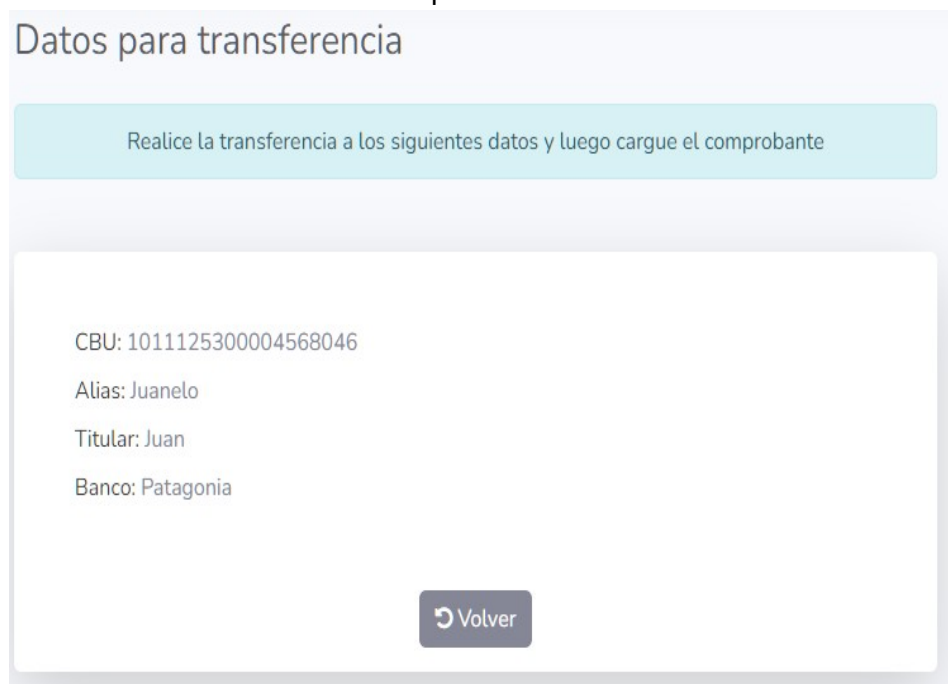 Datos para transferencia
Realice la transferencia a los siguientes datos y luego cargue el comprobante
CBU: 1011125300004568046
Alias: Juanelo
Titular: Juan
Banco: Patagonia
Volver